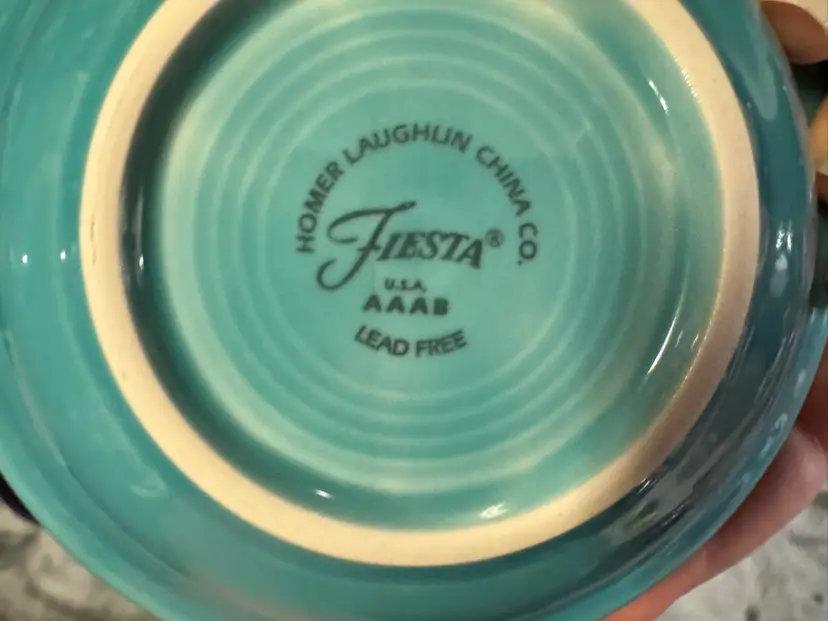 HOMER LAUGHLIN CHINA CO.
FIESTA®
U.S.A.
AAAB
LEAD FREE